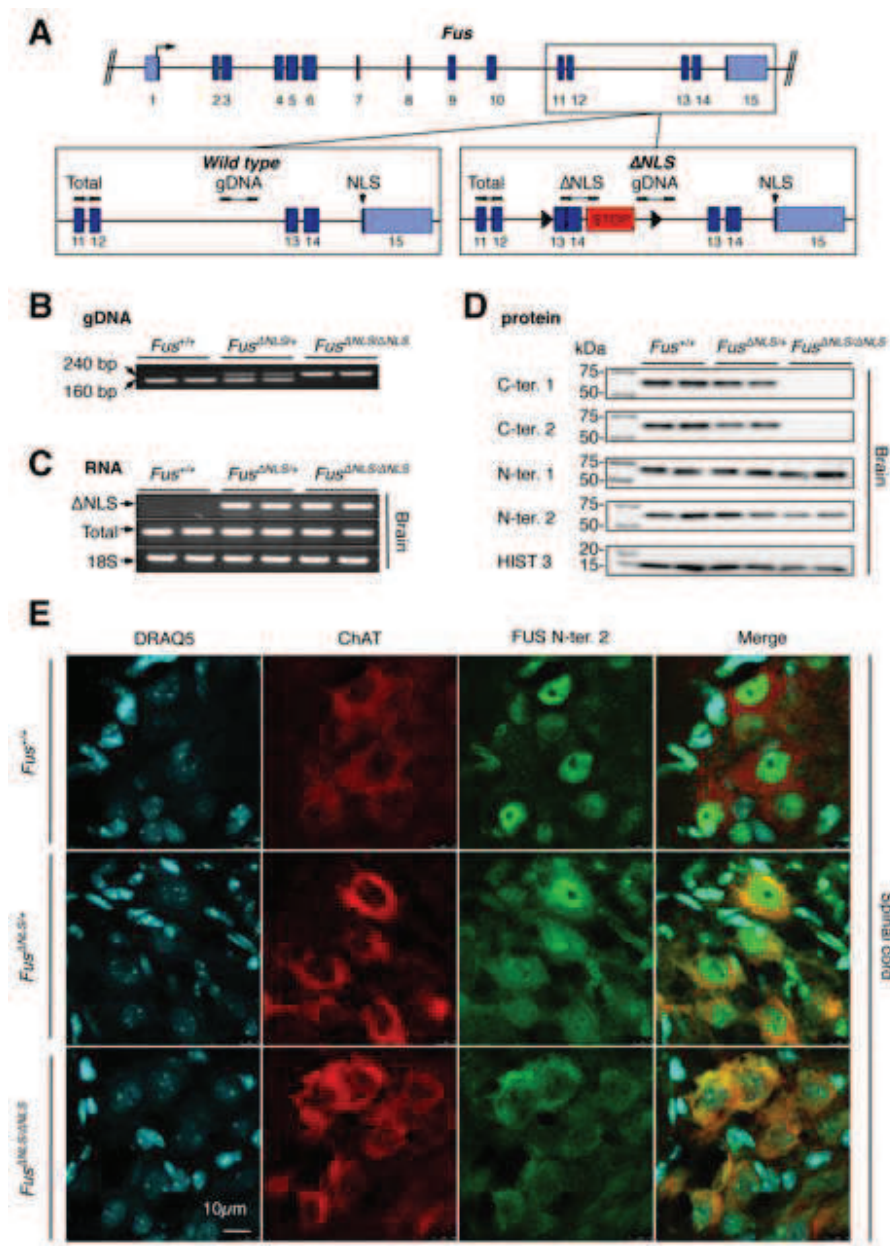 A
Fus
1 2 3 4 5 6 7 8 9 10 11 12 13 14 15
Wild type
Total gDNA NLS
11 12 13 14 15
ΔNLS
Total ΔNLS gDNA NLS
STOP
11 12 13 14 13 14 15
B gDNA
Fus+/+ FusΔNLS/+ FusΔNLS/ΔNLS
240 bp
160 bp
C RNA
Fus+/+ FusΔNLS/+ FusΔNLS/ΔNLS
ΔNLS
Total
18S
Brain
D protein
kDa Fus+/+ FusΔNLS/+ FusΔNLS/ΔNLS
C-ter. 1 75- 50-
C-ter. 2 75- 50-
N-ter. 1 75- 50-
N-ter. 2 75- 50-
HIST 3 20- 15-
Brain
E
DRAQ5 ChAT FUS N-ter. 2 Merge
Fus+/+
FusΔNLS/+
FusΔNLS/ΔNLS
10µm
Spinal cord